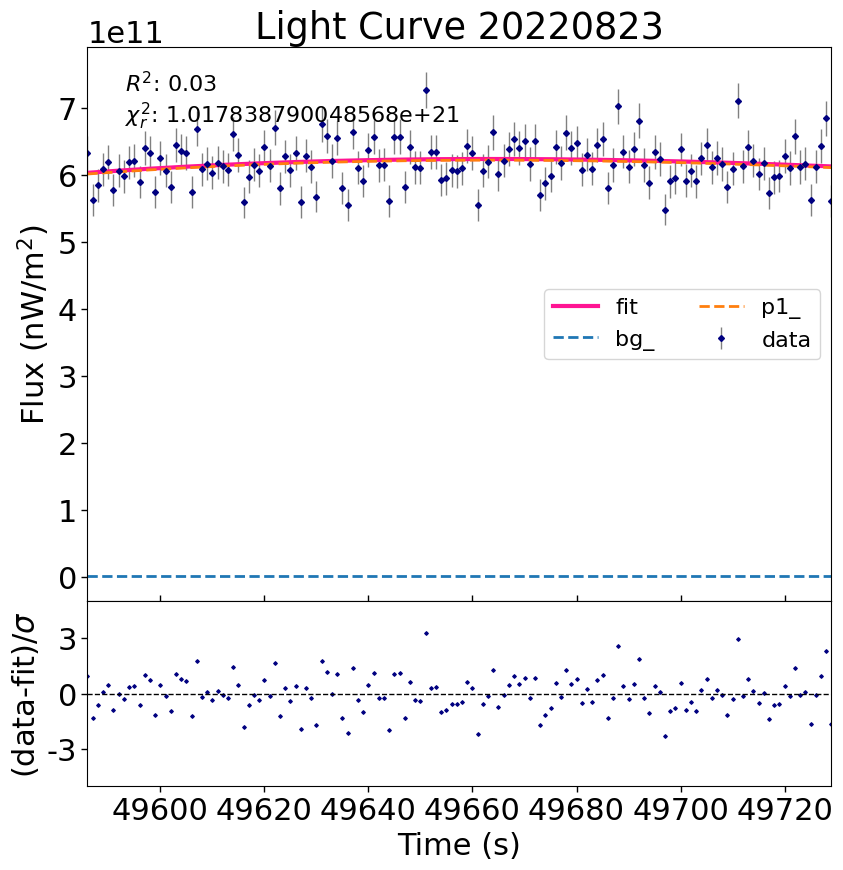 Light Curve 20220823
1e11
R²: 0.03
χ²ᵣ: 1.017838790048568e+21
7
6
5
4
3
2
1
0
Flux (nW/m²)
fit
bg_
p1_
data
3
0
-3
(data-fit)/σ
49600 49620 49640 49660 49680 49700 49720
Time (s)